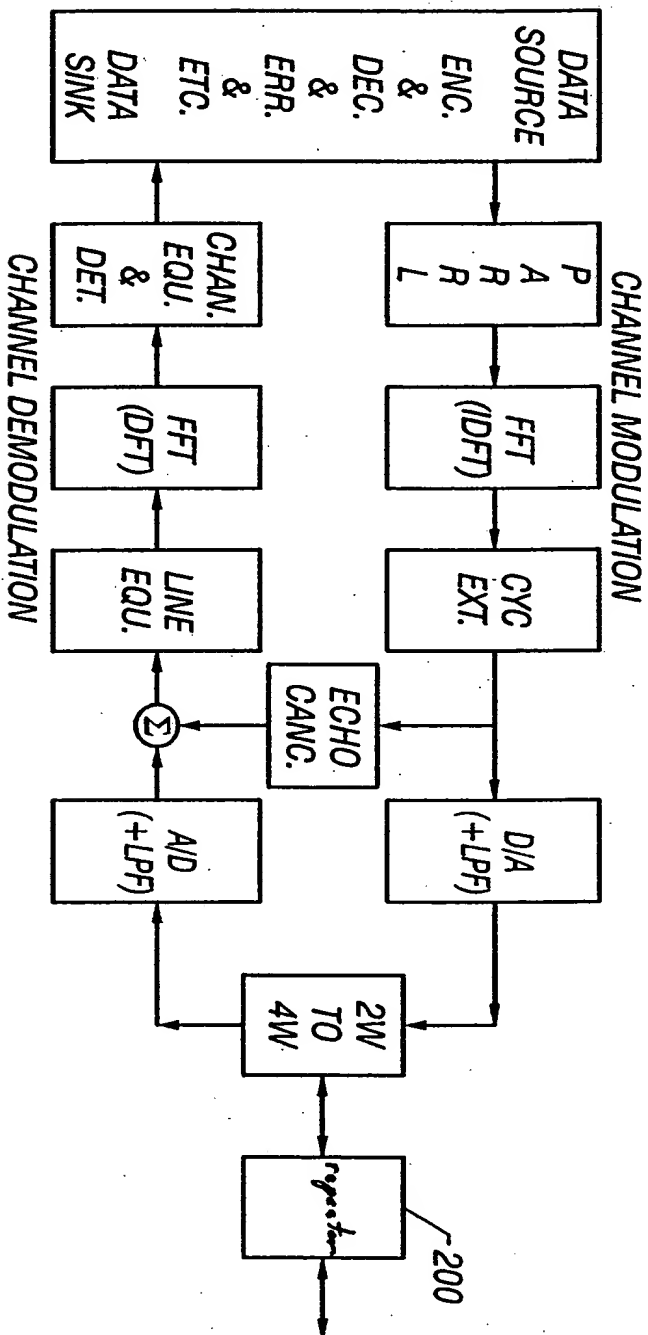 CHANNEL MODULATION
DATA
SOURCE
ENC.
&
DEC.
&
ERR.
&
ETC.
DATA
SINK
P
A
R
R
L
FFT
(IDFT)
CYC
EXT.
D/A
(+LPF)
ECHO
CANC.
Σ
2W
TO
4W
repeater
200
CHAN.
EQU.
&
DET.
FFT
(DFT)
LINE
EQU.
A/D
(+LPF)
CHANNEL DEMODULATION